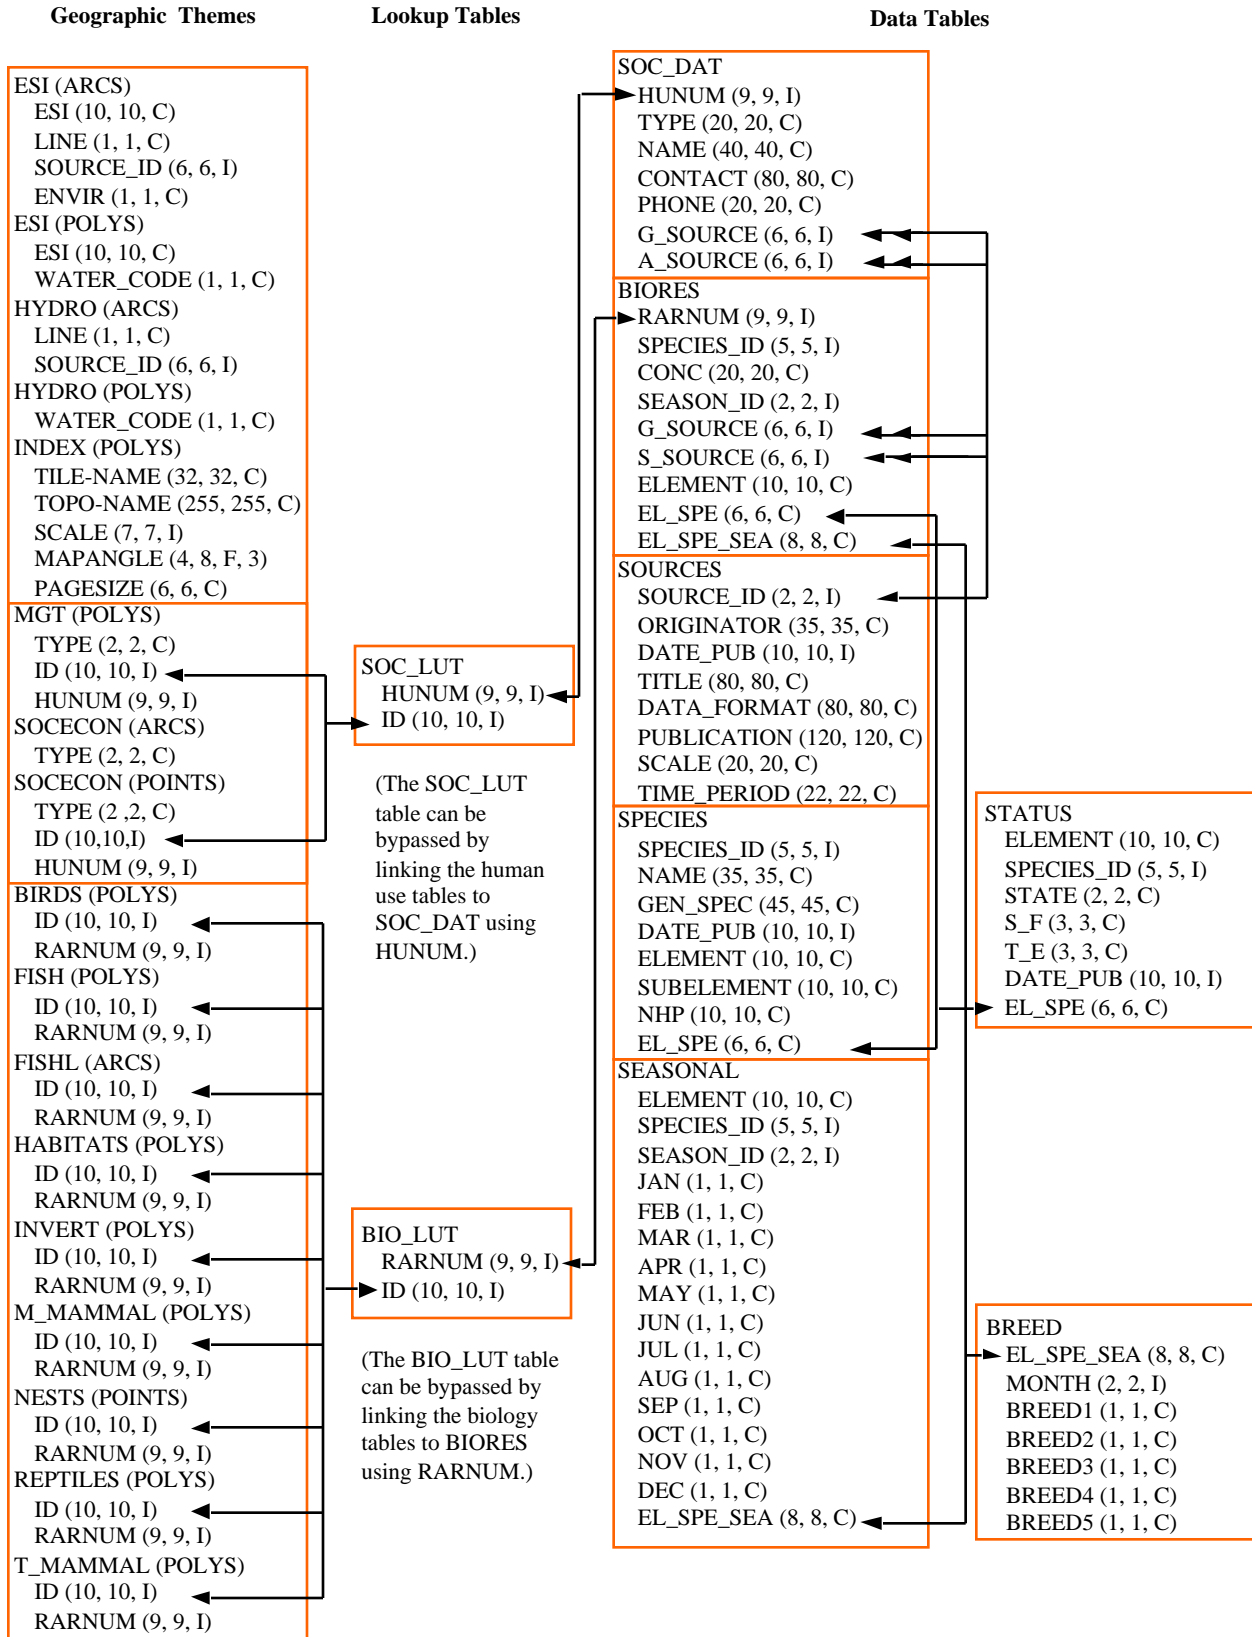 Geographic  Themes
Lookup Tables
Data Tables
ESI (ARCS)
ESI (10, 10, C)
LINE (1, 1, C)
SOURCE_ID (6, 6, I)
ENVIR (1, 1, C)
ESI (POLYS)
ESI (10, 10, C)
WATER_CODE (1, 1, C)
HYDRO (ARCS)
LINE (1, 1, C)
SOURCE_ID (6, 6, I)
HYDRO (POLYS)
WATER_CODE (1, 1, C)
INDEX (POLYS)
TILE-NAME (32, 32, C)
TOPO-NAME (255, 255, C)
SCALE (7, 7, I)
MAPANGLE (4, 8, F, 3)
PAGESIZE (6, 6, C)
MGT (POLYS)
TYPE (2, 2, C)
ID (10, 10, I)
HUNUM (9, 9, I)
SOCECON (ARCS)
TYPE (2, 2, C)
SOCECON (POINTS)
TYPE (2 ,2, C)
ID (10,10,I)
HUNUM (9, 9, I)
BIRDS (POLYS)
ID (10, 10, I)
RARNUM (9, 9, I)
FISH (POLYS)
ID (10, 10, I)
RARNUM (9, 9, I)
FISHL (ARCS)
ID (10, 10, I)
RARNUM (9, 9, I)
HABITATS (POLYS)
ID (10, 10, I)
RARNUM (9, 9, I)
INVERT (POLYS)
ID (10, 10, I)
RARNUM (9, 9, I)
M_MAMMAL (POLYS)
ID (10, 10, I)
RARNUM (9, 9, I)
NESTS (POINTS)
ID (10, 10, I)
RARNUM (9, 9, I)
REPTILES (POLYS)
ID (10, 10, I)
RARNUM (9, 9, I)
T_MAMMAL (POLYS)
ID (10, 10, I)
RARNUM (9, 9, I)
SOC_LUT
HUNUM (9, 9, I)
ID (10, 10, I)
(The SOC_LUT
table can be
bypassed by
linking the human
use tables to
SOC_DAT using
HUNUM.)
BIO_LUT
RARNUM (9, 9, I)
ID (10, 10, I)
(The BIO_LUT table
can be bypassed by
linking the biology
tables to BIORES
using RARNUM.)
SOC_DAT
HUNUM (9, 9, I)
TYPE (20, 20, C)
NAME (40, 40, C)
CONTACT (80, 80, C)
PHONE (20, 20, C)
G_SOURCE (6, 6, I)
A_SOURCE (6, 6, I)
BIORES
RARNUM (9, 9, I)
SPECIES_ID (5, 5, I)
CONC (20, 20, C)
SEASON_ID (2, 2, I)
G_SOURCE (6, 6, I)
S_SOURCE (6, 6, I)
ELEMENT (10, 10, C)
EL_SPE (6, 6, C)
EL_SPE_SEA (8, 8, C)
SOURCES
SOURCE_ID (2, 2, I)
ORIGINATOR (35, 35, C)
DATE_PUB (10, 10, I)
TITLE (80, 80, C)
DATA_FORMAT (80, 80, C)
PUBLICATION (120, 120, C)
SCALE (20, 20, C)
TIME_PERIOD (22, 22, C)
SPECIES
SPECIES_ID (5, 5, I)
NAME (35, 35, C)
GEN_SPEC (45, 45, C)
DATE_PUB (10, 10, I)
ELEMENT (10, 10, C)
SUBELEMENT (10, 10, C)
NHP (10, 10, C)
EL_SPE (6, 6, C)
SEASONAL
ELEMENT (10, 10, C)
SPECIES_ID (5, 5, I)
SEASON_ID (2, 2, I)
JAN (1, 1, C)
FEB (1, 1, C)
MAR (1, 1, C)
APR (1, 1, C)
MAY (1, 1, C)
JUN (1, 1, C)
JUL (1, 1, C)
AUG (1, 1, C)
SEP (1, 1, C)
OCT (1, 1, C)
NOV (1, 1, C)
DEC (1, 1, C)
EL_SPE_SEA (8, 8, C)
STATUS
ELEMENT (10, 10, C)
SPECIES_ID (5, 5, I)
STATE (2, 2, C)
S_F (3, 3, C)
T_E (3, 3, C)
DATE_PUB (10, 10, I)
EL_SPE (6, 6, C)
BREED
EL_SPE_SEA (8, 8, C)
MONTH (2, 2, I)
BREED1 (1, 1, C)
BREED2 (1, 1, C)
BREED3 (1, 1, C)
BREED4 (1, 1, C)
BREED5 (1, 1, C)